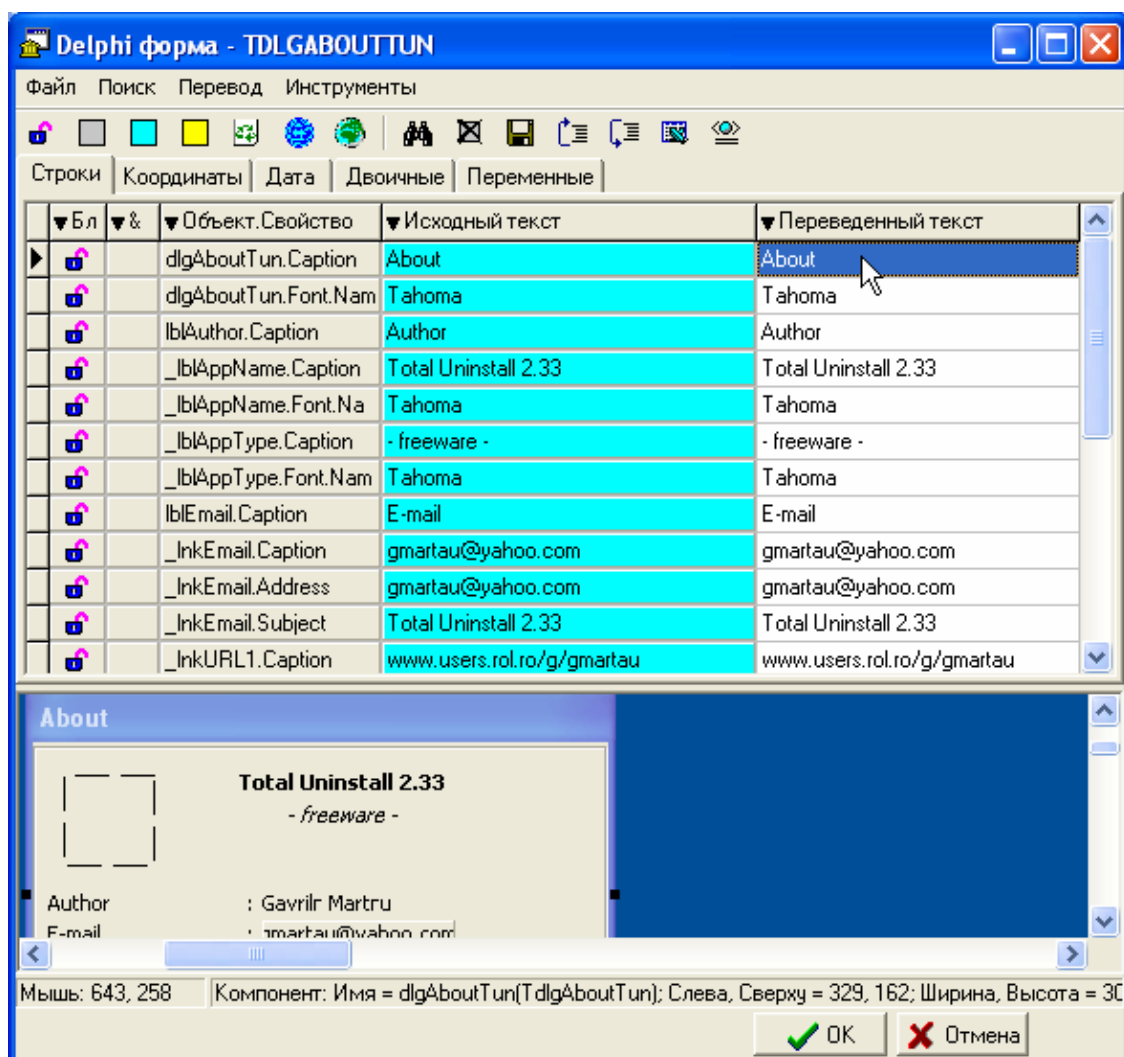 Delphi форма - TDLGABOUTTUN
Файл Поиск Перевод Инструменты
Строки Координаты Дата Двоичные Переменные
Бл & Объект.Свойство Исходный текст Переведенный текст
dlgAboutTun.Caption About About
dlgAboutTun.Font.Nam Tahoma Tahoma
lblAuthor.Caption Author Author
_lblAppName.Caption Total Uninstall 2.33 Total Uninstall 2.33
_lblAppName.Font.Na Tahoma Tahoma
_lblAppType.Caption - freeware - - freeware -
_lblAppType.Font.Nam Tahoma Tahoma
lblEmail.Caption E-mail E-mail
_lnkEmail.Caption gmartau@yahoo.com gmartau@yahoo.com
_lnkEmail.Address gmartau@yahoo.com gmartau@yahoo.com
_lnkEmail.Subject Total Uninstall 2.33 Total Uninstall 2.33
_lnkURL1.Caption www.users.rol.ro/g/gmartau www.users.rol.ro/g/gmartau
About
Total Uninstall 2.33
- freeware -
Author : Gavrilr Martru
E-mail : gmartau@yahoo.com
Мышь: 643, 258 Компонент: Имя = dlgAboutTun(TdlgAboutTun); Слева, Сверху = 329, 162; Ширина, Высота = 30
OK Отмена